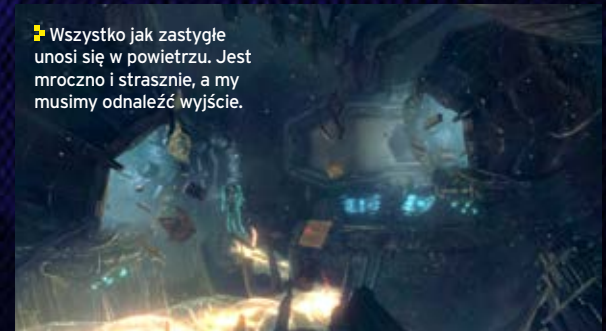 Wszystko jak zastygłe
unosi się w powietrzu. Jest
mroczno i strasznie, a my
musimy odnaleźć wyjście.